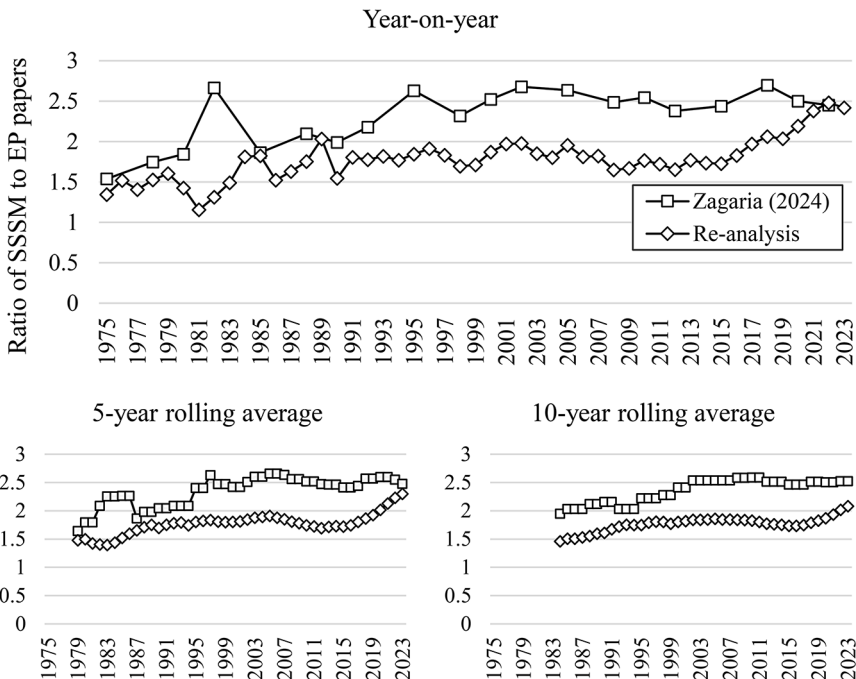 Year-on-year
Ratio of SSSM to EP papers
3
2.5
2
1.5
1
0.5
0
Zagaria (2024)
Re-analysis
1975 1977 1979 1981 1983 1985 1987 1989 1991 1993 1995 1997 1999 2001 2003 2005 2007 2009 2011 2013 2015 2017 2019 2021 2023
5-year rolling average
3
2.5
2
1.5
1
0.5
0
1975 1979 1983 1987 1991 1995 1999 2003 2007 2011 2015 2019 2023
10-year rolling average
3
2.5
2
1.5
1
0.5
0
1975 1979 1983 1987 1991 1995 1999 2003 2007 2011 2015 2019 2023